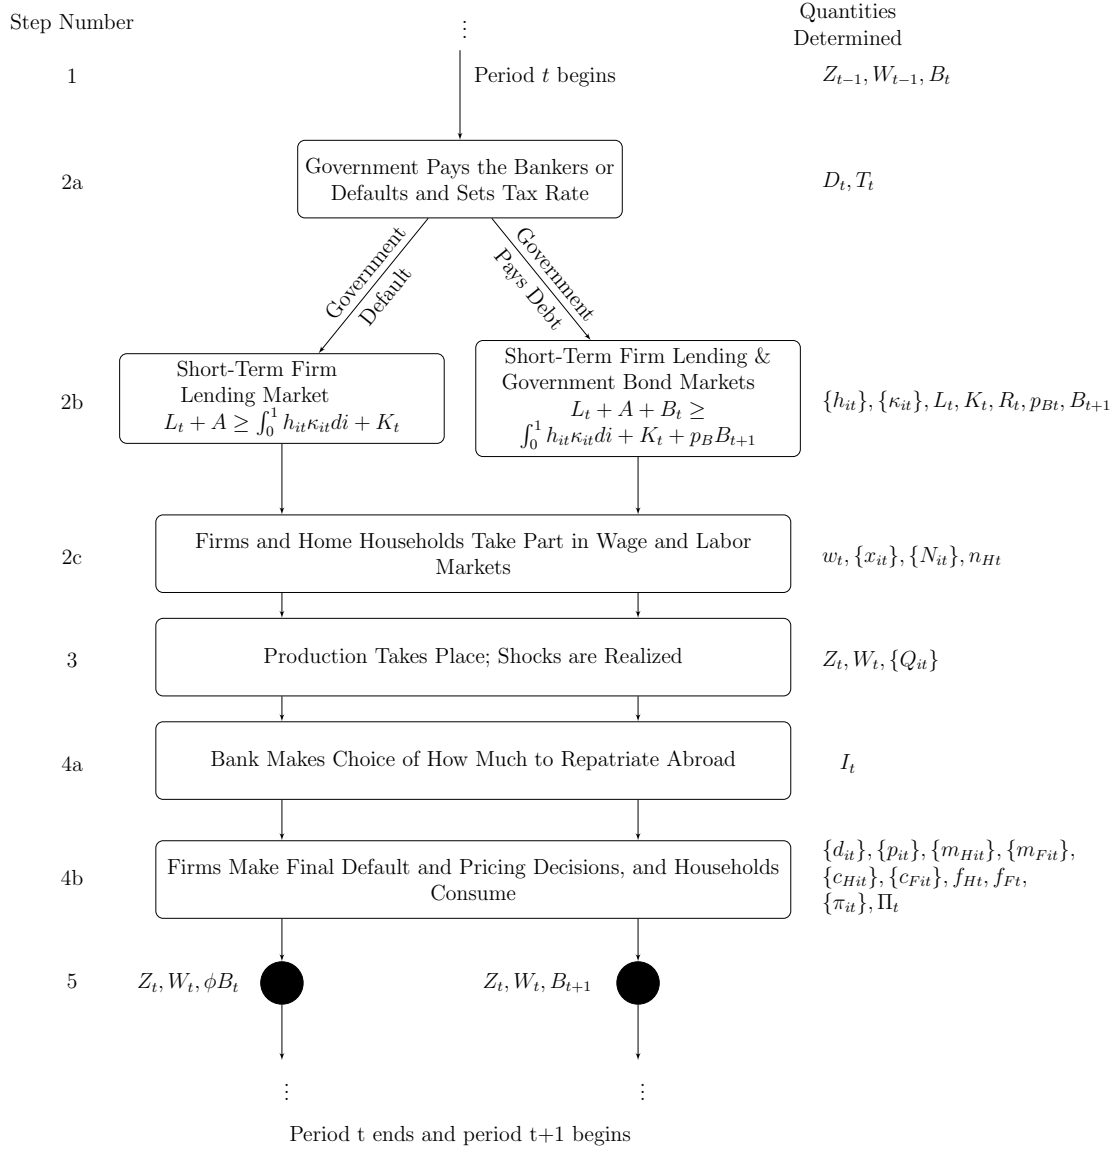 Step Number
⋮
Quantities
Determined
1
Period t begins
Z_{t−1}, W_{t−1}, B_t
2a
Government Pays the Bankers or
Defaults and Sets Tax Rate
D_t, T_t
Government
Default
Government
Pays Debt
2b
Short-Term Firm
Lending Market
L_t + A ≥ ∫_0^1 h_{it}κ_{it}di + K_t
Short-Term Firm Lending &
Government Bond Markets
L_t + A + B_t ≥
∫_0^1 h_{it}κ_{it}di + K_t + p_B B_{t+1}
{h_{it}}, {κ_{it}}, L_t, K_t, R_t, p_{Bt}, B_{t+1}
2c
Firms and Home Households Take Part in Wage and Labor
Markets
w_t, {x_{it}}, {N_{it}}, n_{Ht}
3
Production Takes Place; Shocks are Realized
Z_t, W_t, {Q_{it}}
4a
Bank Makes Choice of How Much to Repatriate Abroad
I_t
4b
Firms Make Final Default and Pricing Decisions, and Households
Consume
{d_{it}}, {p_{it}}, {m_{Hit}}, {m_{Fit}},
{c_{Hit}}, {c_{Fit}}, f_{Ht}, f_{Ft},
{π_{it}}, Π_t
5
Z_t, W_t, ϕB_t
Z_t, W_t, B_{t+1}
⋮
⋮
Period t ends and period t+1 begins